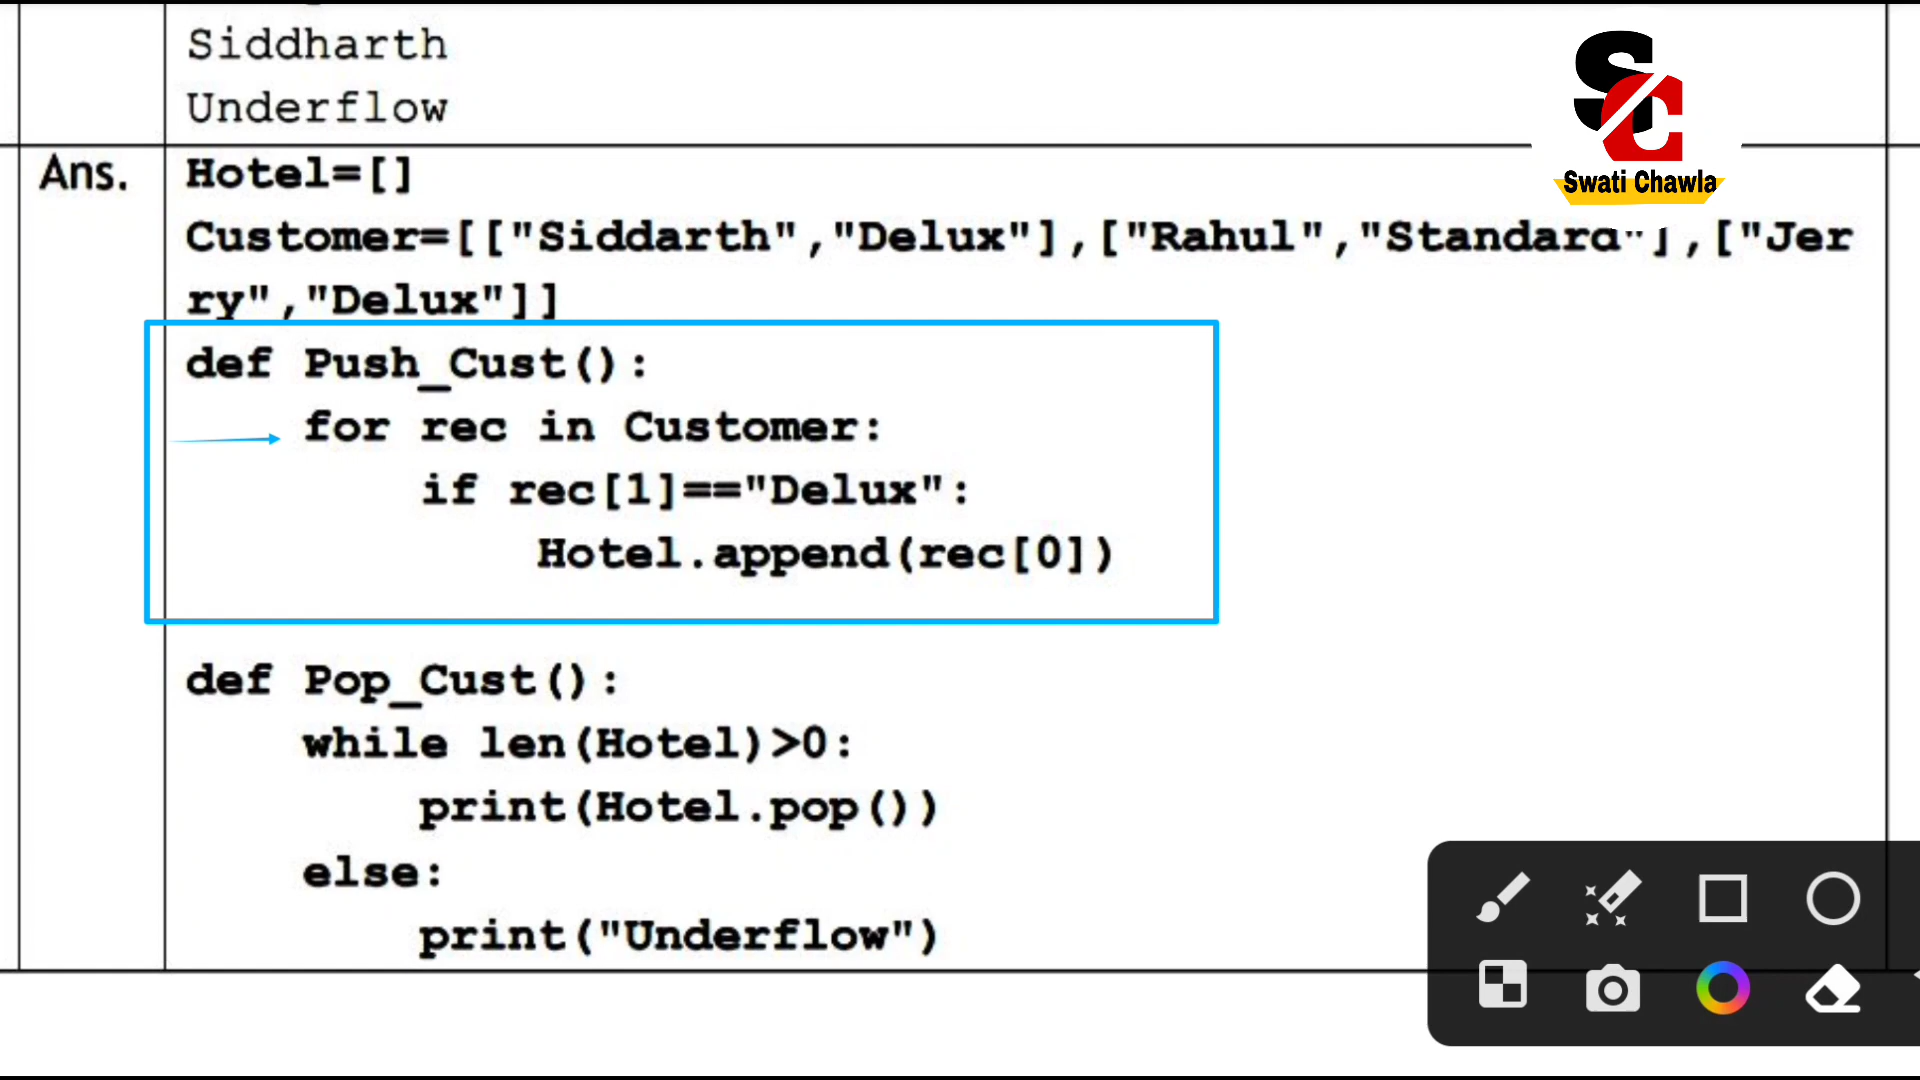 Siddharth
Underflow
Swati Chawla
Ans.
Hotel=[]
Customer=[["Siddarth","Delux"],["Rahul","Standard"],["Jer
ry","Delux"]]
def Push_Cust():
for rec in Customer:
if rec[1]=="Delux":
Hotel.append(rec[0])
def Pop_Cust():
while len(Hotel)>0:
print(Hotel.pop())
else:
print("Underflow")